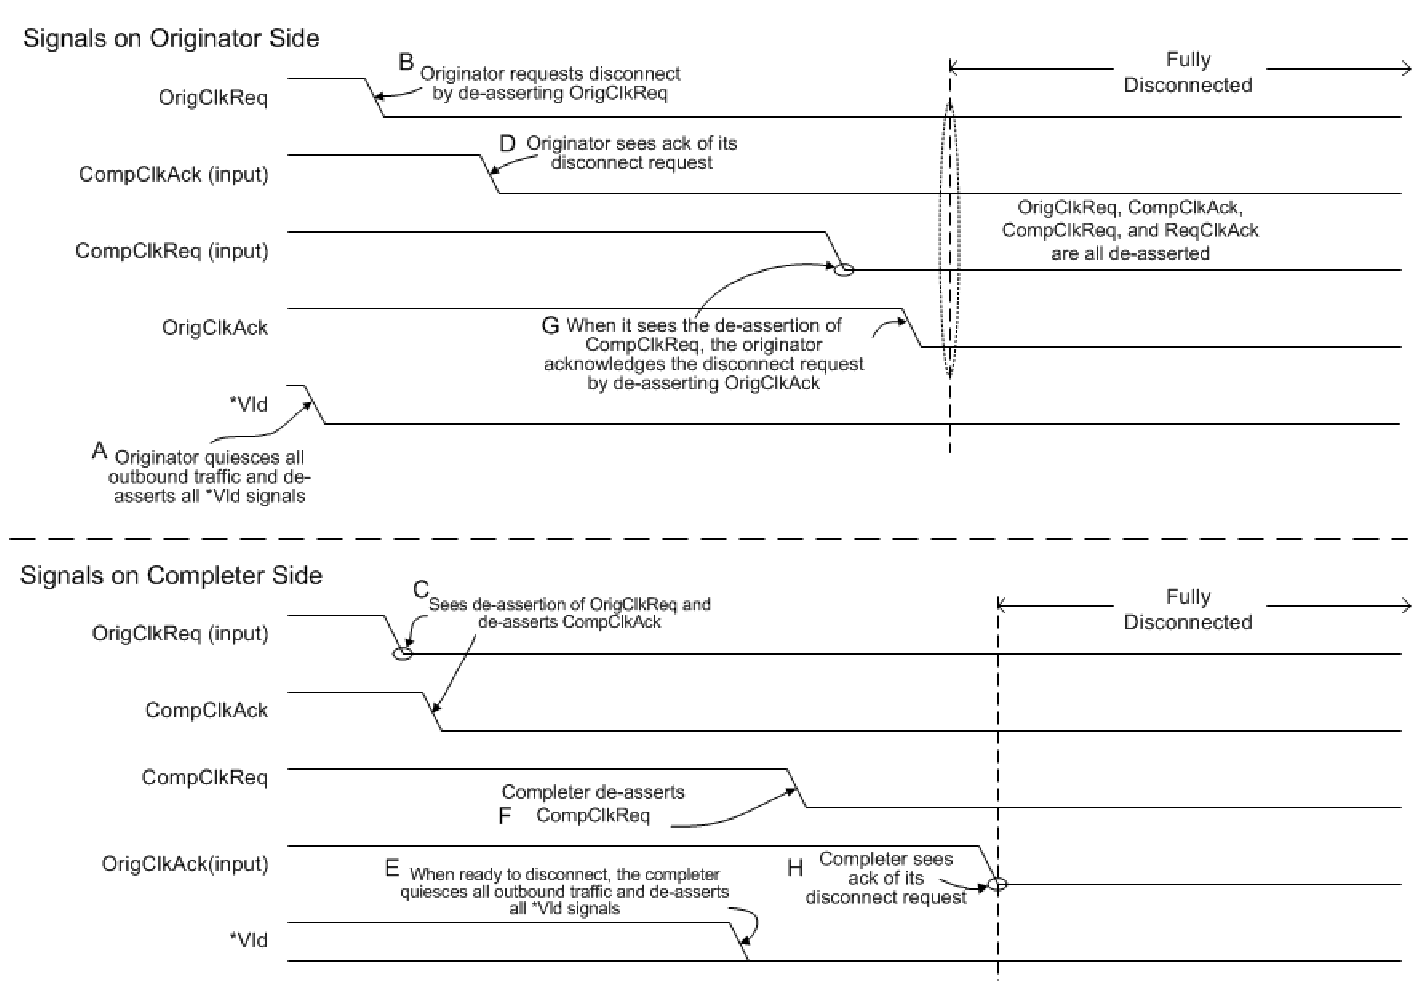 Signals on Originator Side
OrigClkReq
B
Originator requests disconnect
by de-asserting OrigClkReq
Fully
Disconnected
CompClkAck (input)
D Originator sees ack of its
disconnect request
CompClkReq (input)
OrigClkReq, CompClkAck,
CompClkReq, and ReqClkAck
are all de-asserted
OrigClkAck
G When it sees the de-assertion of
CompClkReq, the originator
acknowledges the disconnect request
by de-asserting OrigClkAck
*Vld
A Originator quiesces all
outbound traffic and de-
asserts all *Vld signals
Signals on Completer Side
OrigClkReq (input)
C
Sees de-assertion of OrigClkReq and
de-asserts CompClkAck
Fully
Disconnected
CompClkAck
CompClkReq
Completer de-asserts
F CompClkReq
OrigClkAck(input)
E When ready to disconnect, the completer
quiesces all outbound traffic and de-asserts
all *Vld signals
H Completer sees
ack of its
disconnect request
*Vld